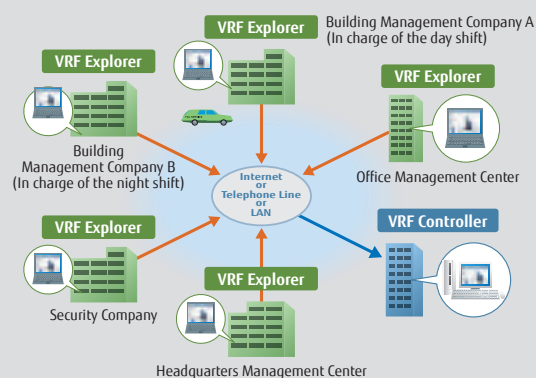 VRF Explorer
Building Management Company A
(In charge of the day shift)
VRF Explorer
VRF Explorer
Building
Management Company B
(In charge of the night shift)
Internet
or
Telephone Line
or
LAN
Office Management Center
VRF Explorer
VRF Controller
Security Company
VRF Explorer
Headquarters Management Center